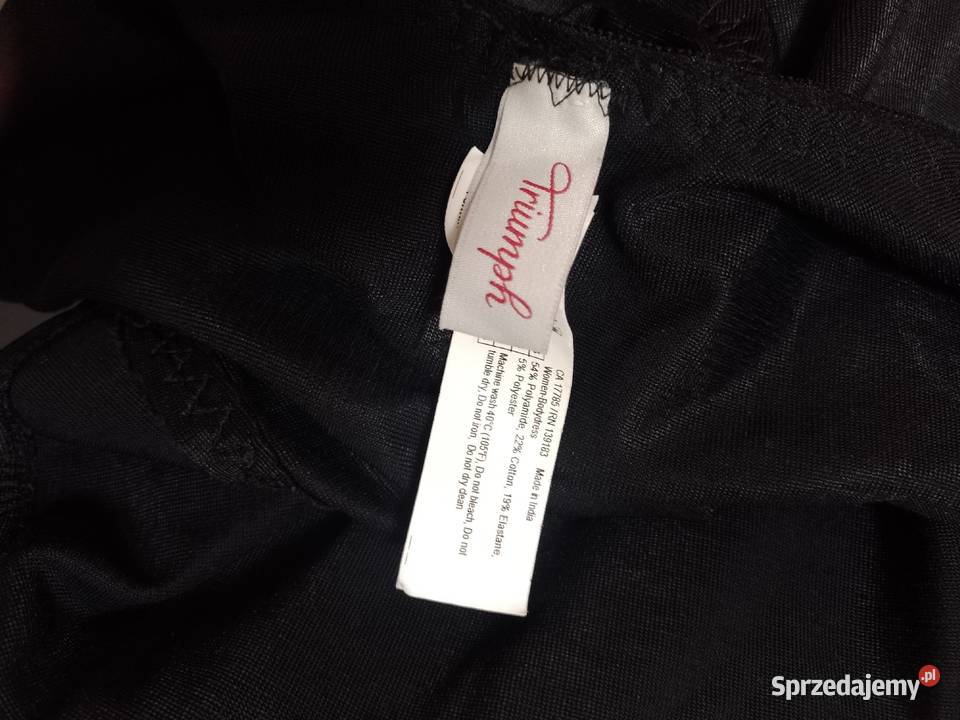 Triumph
CA 17785 / RN 139183 Made in India
Women-Bodydress
54% Polyamide, 22% Cotton, 19% Elastane,
5% Polyester
Machine wash 40°C (105°F), Do not bleach, Do not
tumble dry, Do not iron, Do not dry clean
Sprzedajemy.pl